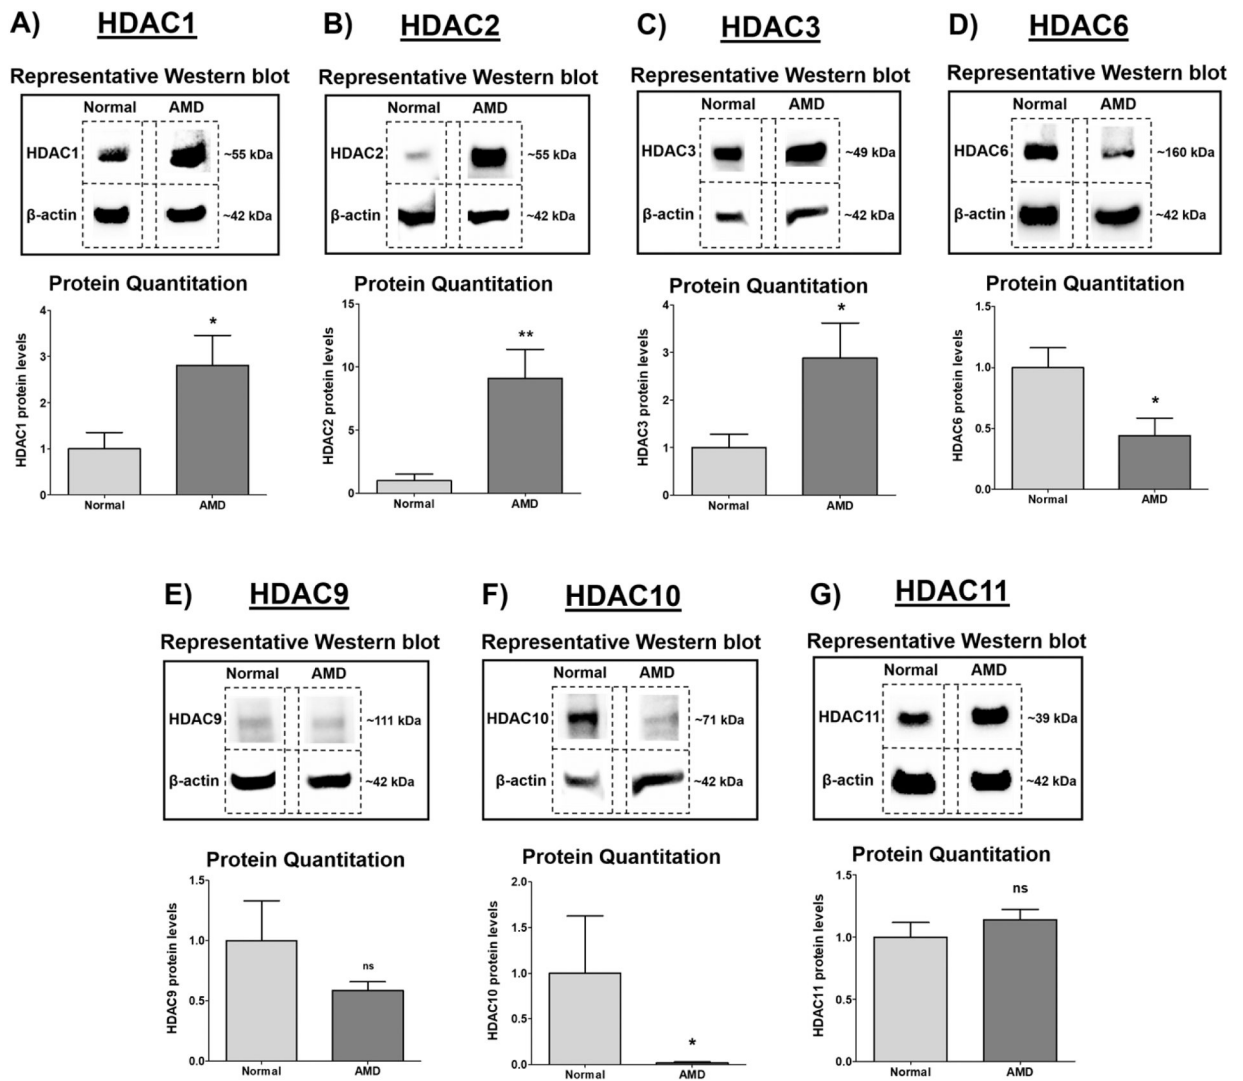 A) HDAC1
Representative Western blot
Normal AMD
HDAC1 ~55 kDa
β-actin ~42 kDa
Protein Quantitation
HDAC1 protein levels
4
3
2
1
0
*
Normal AMD
B) HDAC2
Representative Western blot
Normal AMD
HDAC2 ~55 kDa
β-actin ~42 kDa
Protein Quantitation
HDAC2 protein levels
15
10
5
0
**
Normal AMD
C) HDAC3
Representative Western blot
Normal AMD
HDAC3 ~49 kDa
β-actin ~42 kDa
Protein Quantitation
HDAC3 protein levels
4
3
2
1
0
*
Normal AMD
D) HDAC6
Representative Western blot
Normal AMD
HDAC6 ~160 kDa
β-actin ~42 kDa
Protein Quantitation
HDAC6 protein levels
1.5
1.0
0.5
0.0
*
Normal AMD
E) HDAC9
Representative Western blot
Normal AMD
HDAC9 ~111 kDa
β-actin ~42 kDa
Protein Quantitation
HDAC9 protein levels
1.5
1.0
0.5
0.0
ns
Normal AMD
F) HDAC10
Representative Western blot
Normal AMD
HDAC10 ~71 kDa
β-actin ~42 kDa
Protein Quantitation
HDAC10 protein levels
2.0
1.5
1.0
0.5
0.0
*
Normal AMD
G) HDAC11
Representative Western blot
Normal AMD
HDAC11 ~39 kDa
β-actin ~42 kDa
Protein Quantitation
HDAC11 protein levels
1.5
1.0
0.5
0.0
ns
Normal AMD